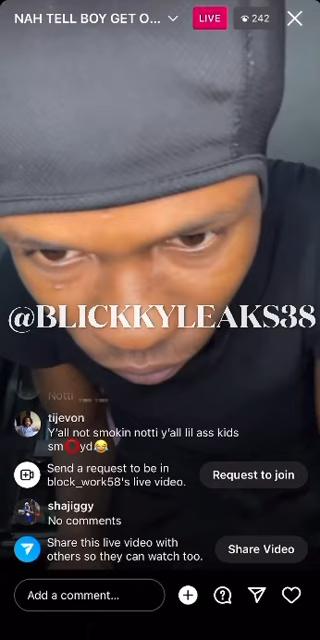 NAH TELL BOY GET O...
LIVE
242
@BLICKKYLEAKS38
Notti
tijevon
Y'all not smokin notti y'all lil ass kids
sm⭕yd😂
Send a request to be in
block_work58's live video.
Request to join
shajiggy
No comments
Share this live video with
others so they can watch too.
Share Video
Add a comment...